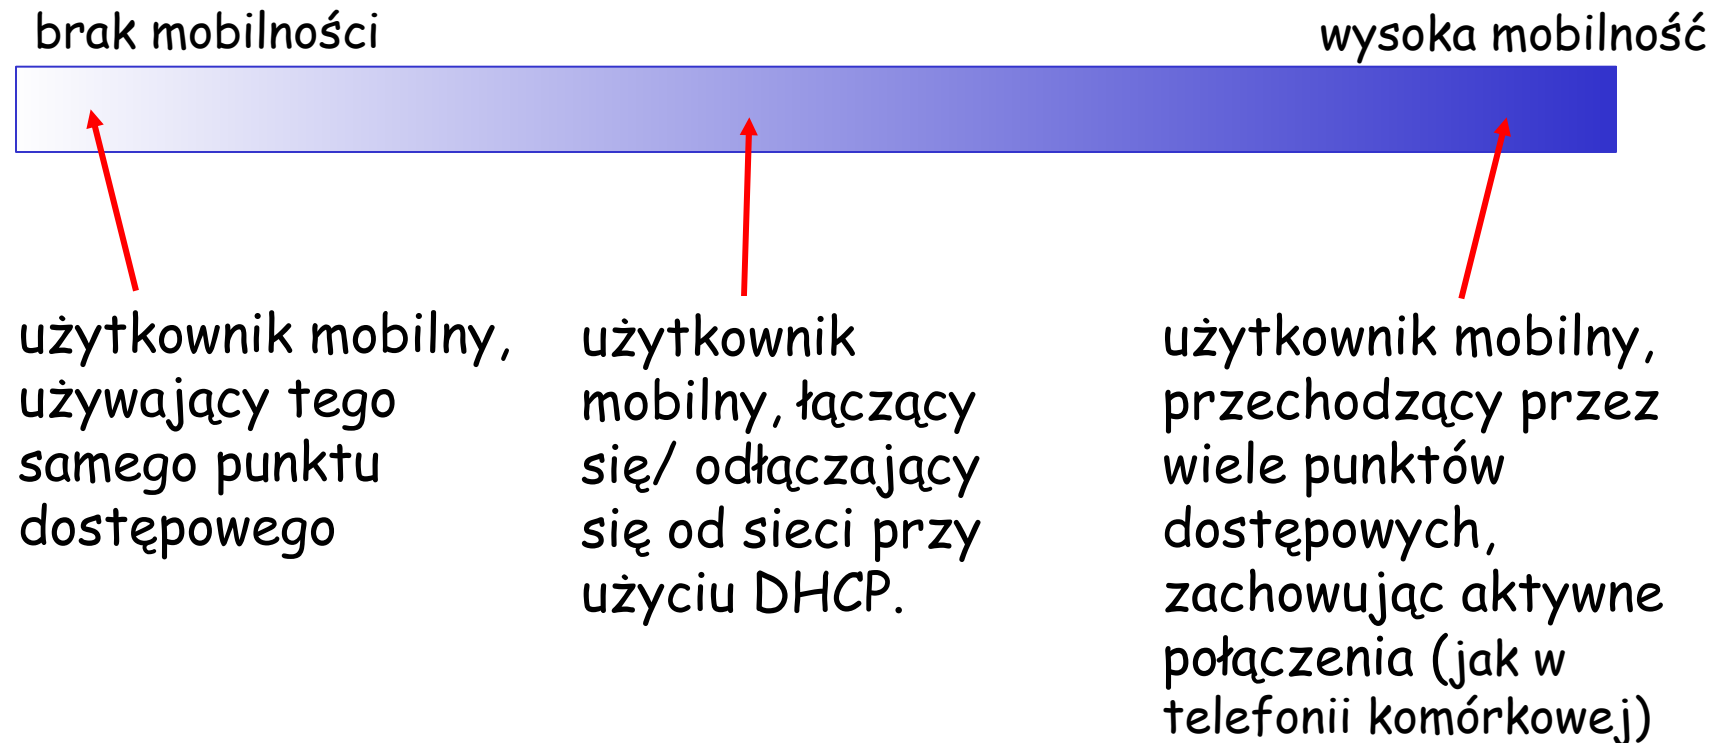 brak mobilności
wysoka mobilność
użytkownik mobilny,
używający tego
samego punktu
dostępowego
użytkownik
mobilny, łączący
się/ odłączający
się od sieci przy
użyciu DHCP.
użytkownik mobilny,
przechodzący przez
wiele punktów
dostępowych,
zachowując aktywne
połączenia (jak w
telefonii komórkowej)